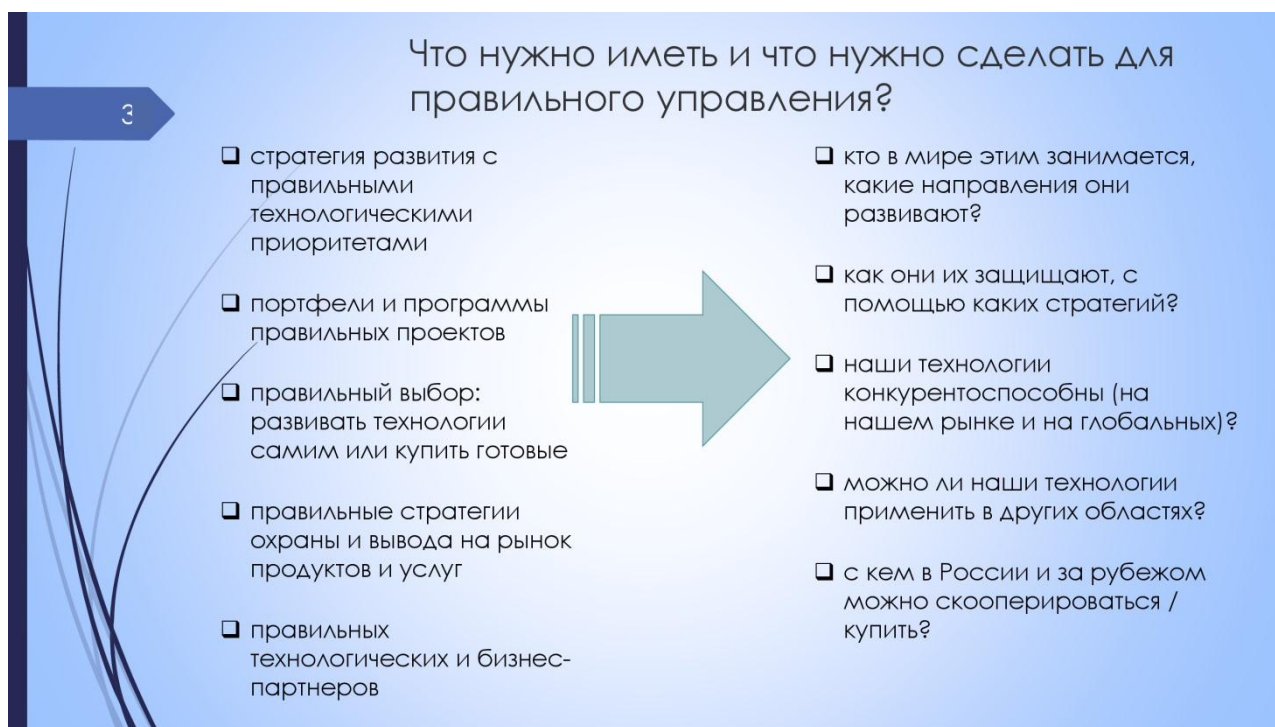 Что нужно иметь и что нужно сделать для
правильного управления?
3
❑ стратегия развития с
правильными
технологическими
приоритетами
❑ портфели и программы
правильных проектов
❑ правильный выбор:
развивать технологии
самим или купить готовые
❑ правильные стратегии
охраны и вывода на рынок
продуктов и услуг
❑ правильных
технологических и бизнес-
партнеров
❑ кто в мире этим занимается,
какие направления они
развивают?
❑ как они их защищают, с
помощью каких стратегий?
❑ наши технологии
конкурентоспособны (на
нашем рынке и на глобальных)?
❑ можно ли наши технологии
применить в других областях?
❑ с кем в России и за рубежом
можно скооперироваться /
купить?